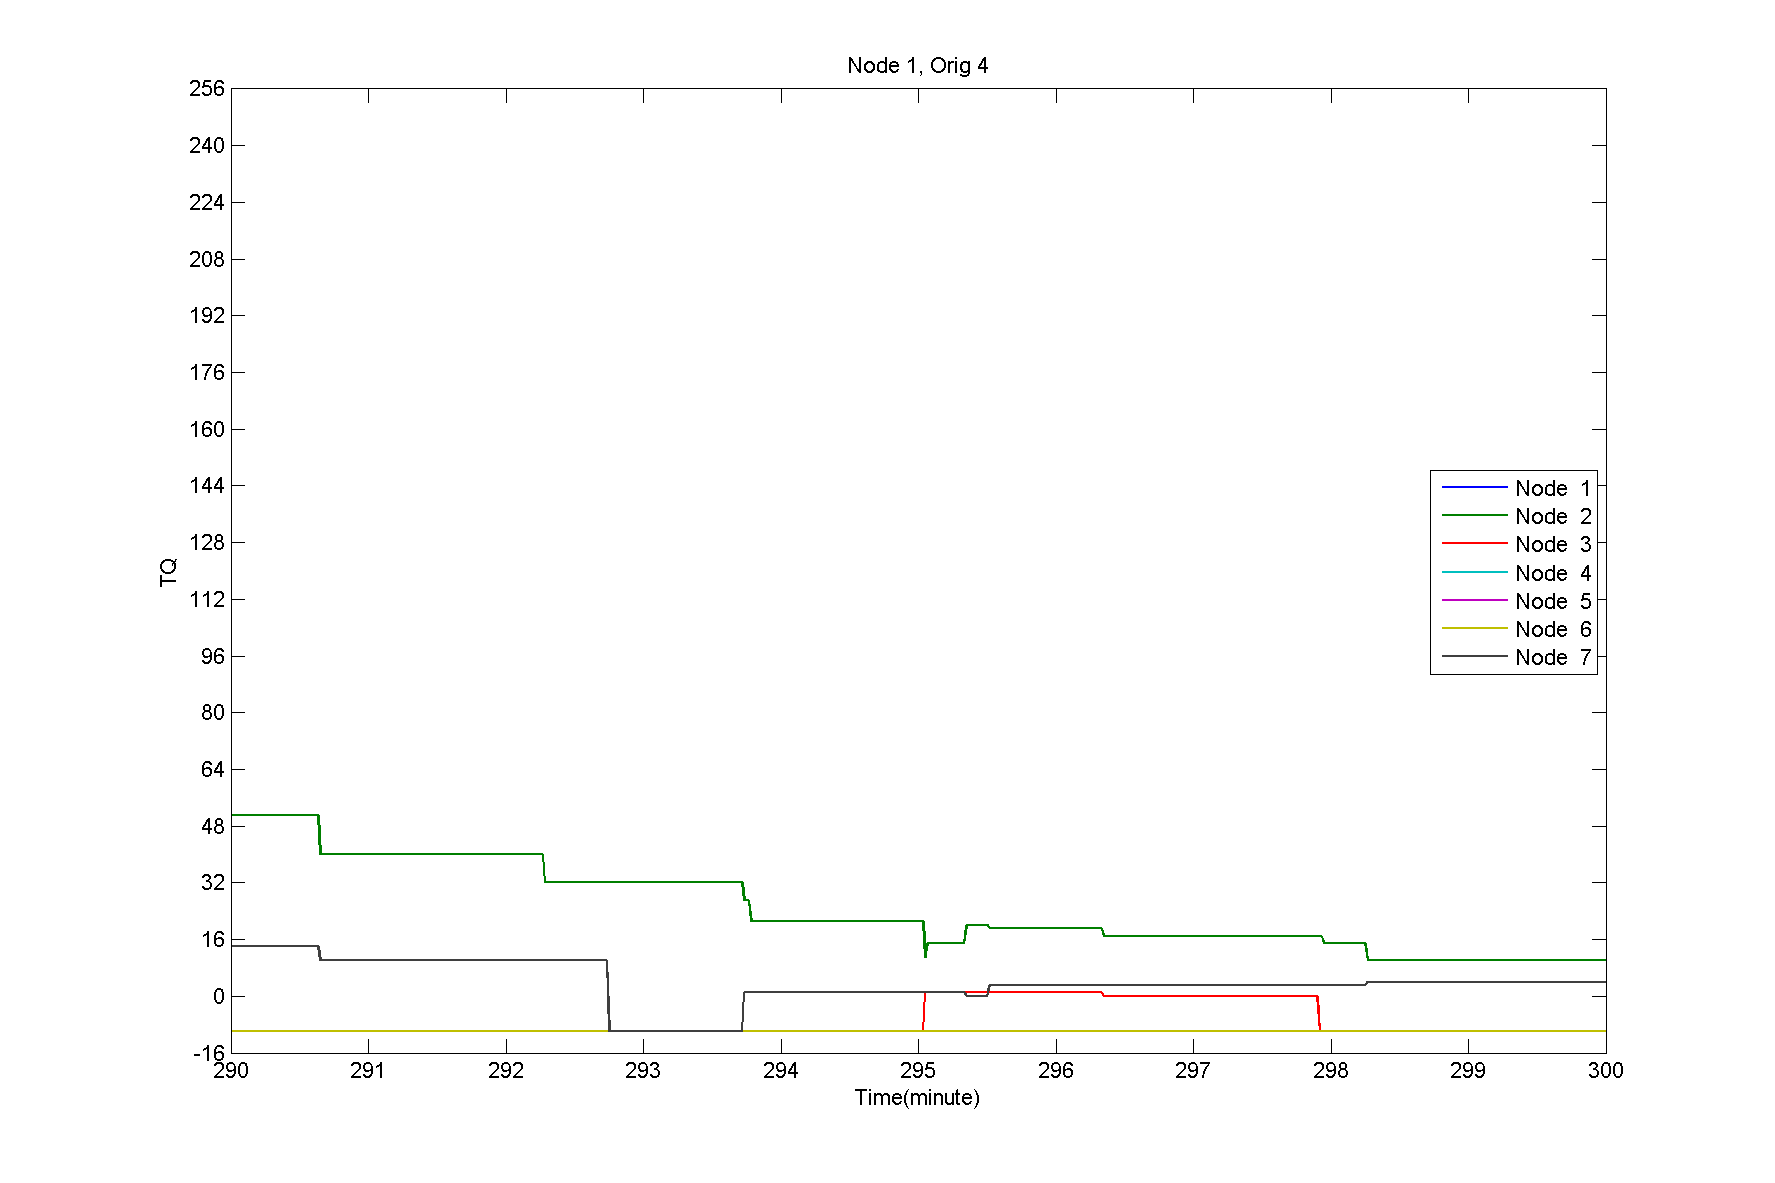 Node 1, Orig 4
256
240
224
208
192
176
160
144
128
112
96
80
64
48
32
16
0
-16
TQ
Node 1
Node 2
Node 3
Node 4
Node 5
Node 6
Node 7
290 291 292 293 294 295 296 297 298 299 300
Time(minute)